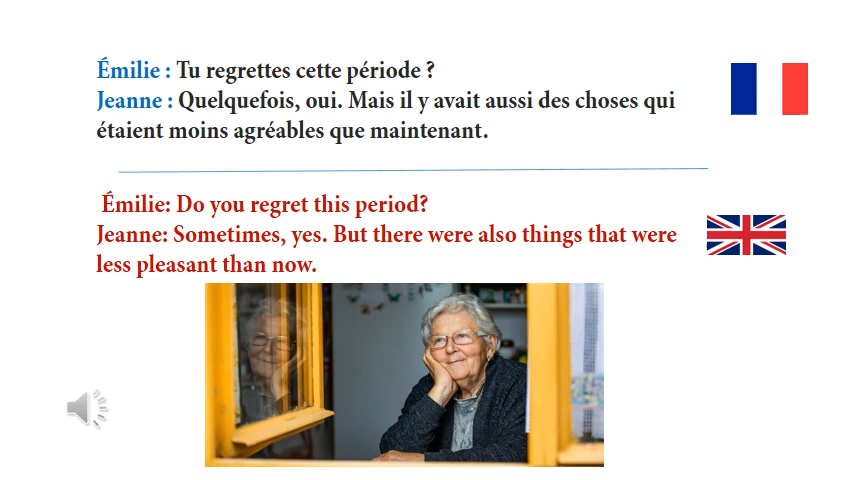 Émilie : Tu regrettes cette période ?
Jeanne : Quelquefois, oui. Mais il y avait aussi des choses qui
étaient moins agréables que maintenant.
Émilie: Do you regret this period?
Jeanne: Sometimes, yes. But there were also things that were
less pleasant than now.